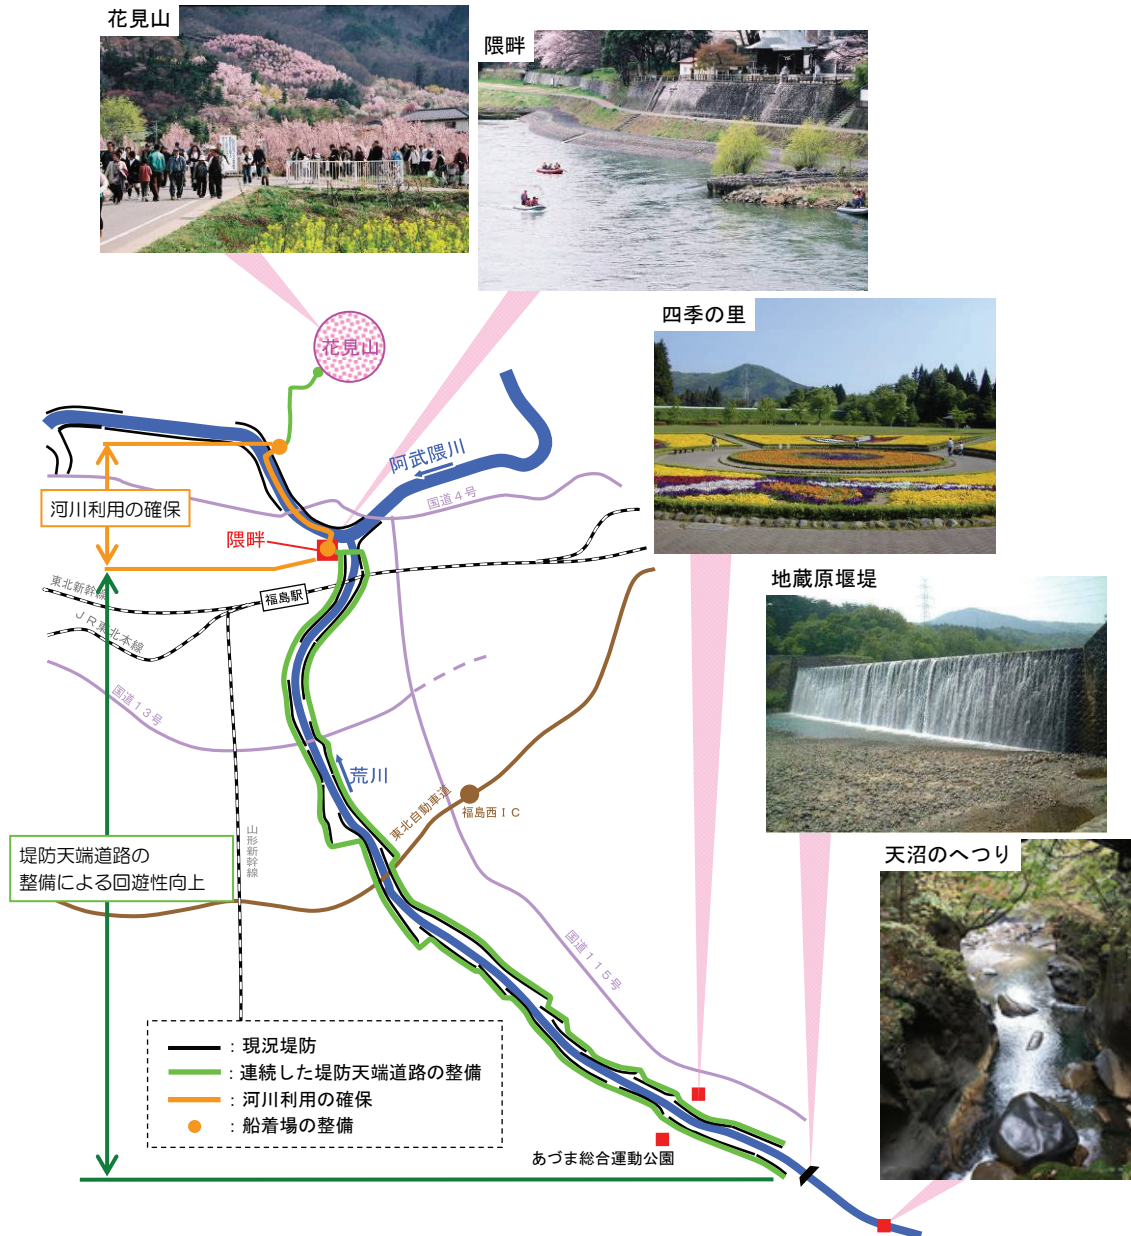 花見山
隈畔
四季の里
花見山
阿武隈川
国道4号
河川利用の確保
隈畔
東北新幹線
福島駅
地蔵原堰堤
JR東北本線
国道13号
荒川
東北自動車道
福島西IC
山形新幹線
堤防天端道路の
整備による回遊性向上
天沼のへつり
国道115号
:現況堤防
:連続した堤防天端道路の整備
:河川利用の確保
:船着場の整備
あづま総合運動公園